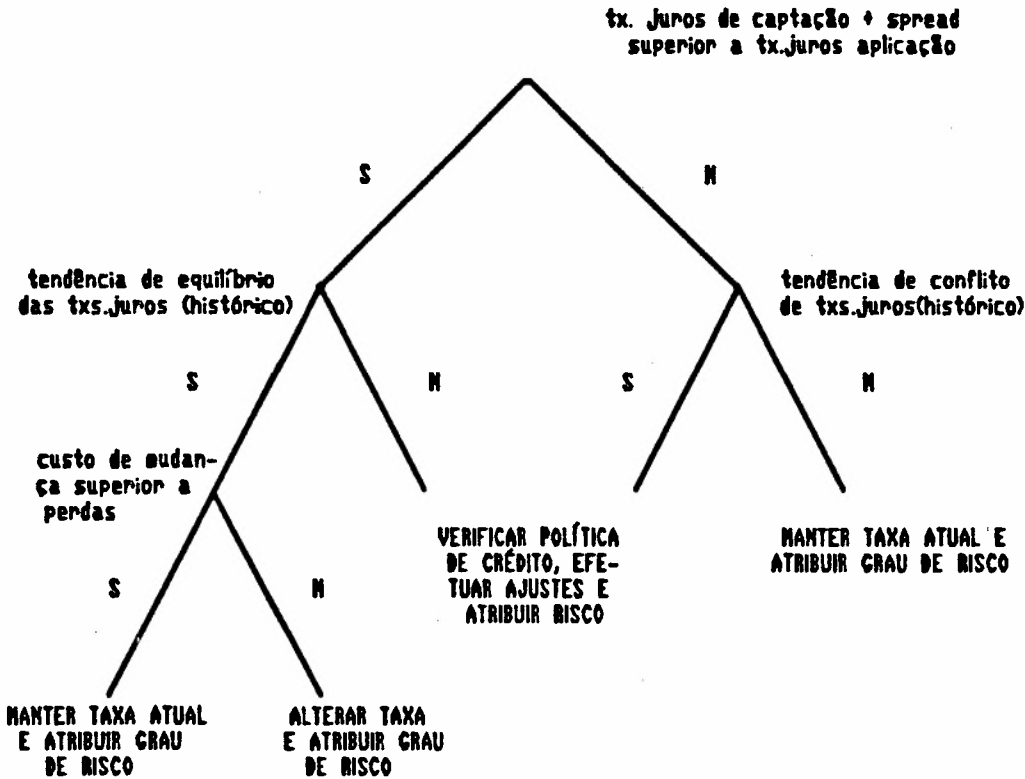 tx. juros de captação + spread
superior a tx.juros aplicação
S
N
tendência de equilíbrio
das txs.juros (histórico)
tendência de conflito
de txs.juros(histórico)
S
N
S
N
custo de mudan-
ça superior a
perdas
VERIFICAR POLÍTICA
DE CRÉDITO, EFE-
TUAR AJUSTES E
ATRIBUIR RISCO
MANTER TAXA ATUAL E
ATRIBUIR GRAU DE RISCO
S
N
MANTER TAXA ATUAL
E ATRIBUIR GRAU
DE RISCO
ALTERAR TAXA
E ATRIBUIR GRAU
DE RISCO